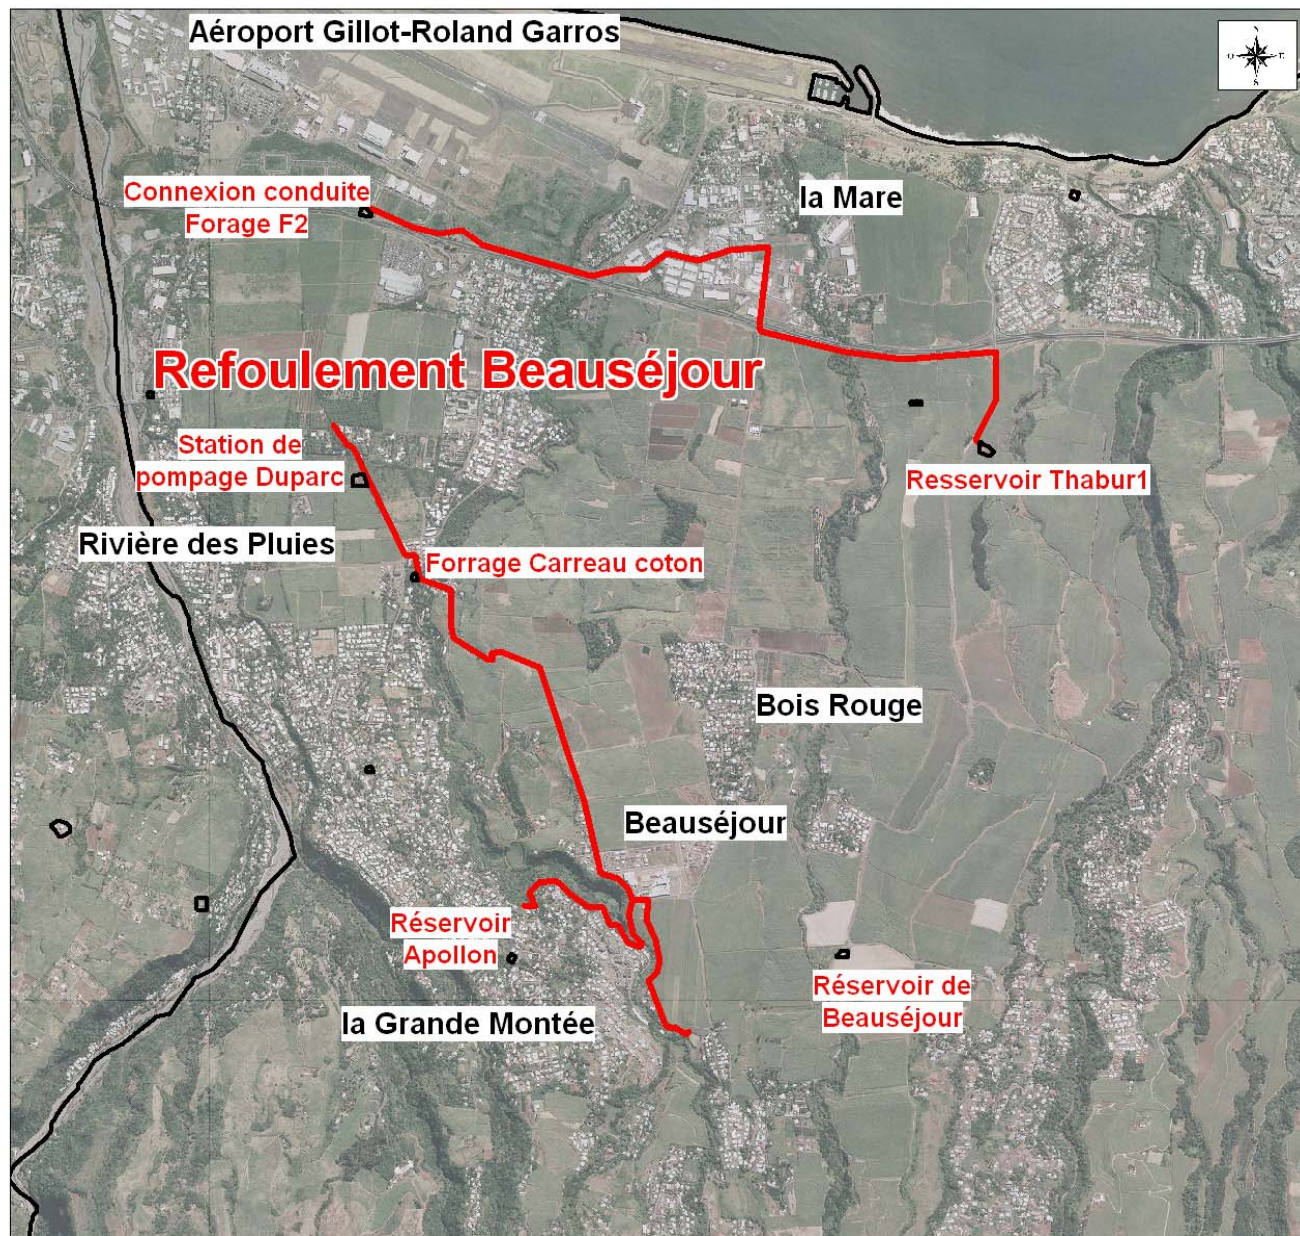 Aéroport Gillot-Roland Garros
N
O
E
S
Connexion conduite
Forage F2
la Mare
Refoulement Beauséjour
Station de
pompage Duparc
Resservoir Thabur1
Rivière des Pluies
Forrage Carreau coton
Bois Rouge
Beauséjour
Réservoir
Apollon
Réservoir de
Beauséjour
la Grande Montée